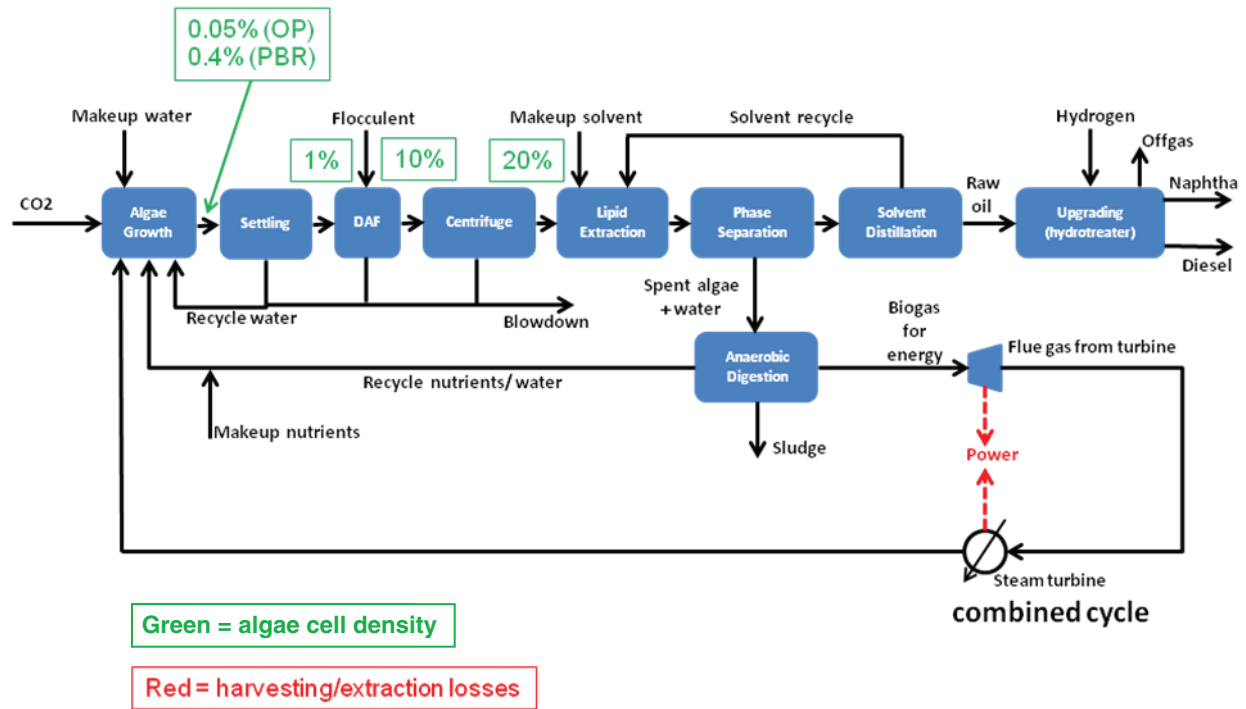 0.05% (OP)
0.4% (PBR)
Makeup water
Flocculent
Makeup solvent
Solvent recycle
Hydrogen
Offgas
1%
10%
20%
CO2
Algae
Growth
Settling
DAF
Centrifuge
Lipid
Extraction
Phase
Separation
Solvent
Distillation
Raw
oil
Upgrading
(hydrotreater)
Naphtha
Diesel
Recycle water
Blowdown
Spent algae
+water
Biogas
for
energy
Anaerobic
Digestion
Flue gas from turbine
Recycle nutrients/ water
Makeup nutrients
Sludge
Power
Steam turbine
combined cycle
Green = algae cell density
Red = harvesting/extraction losses